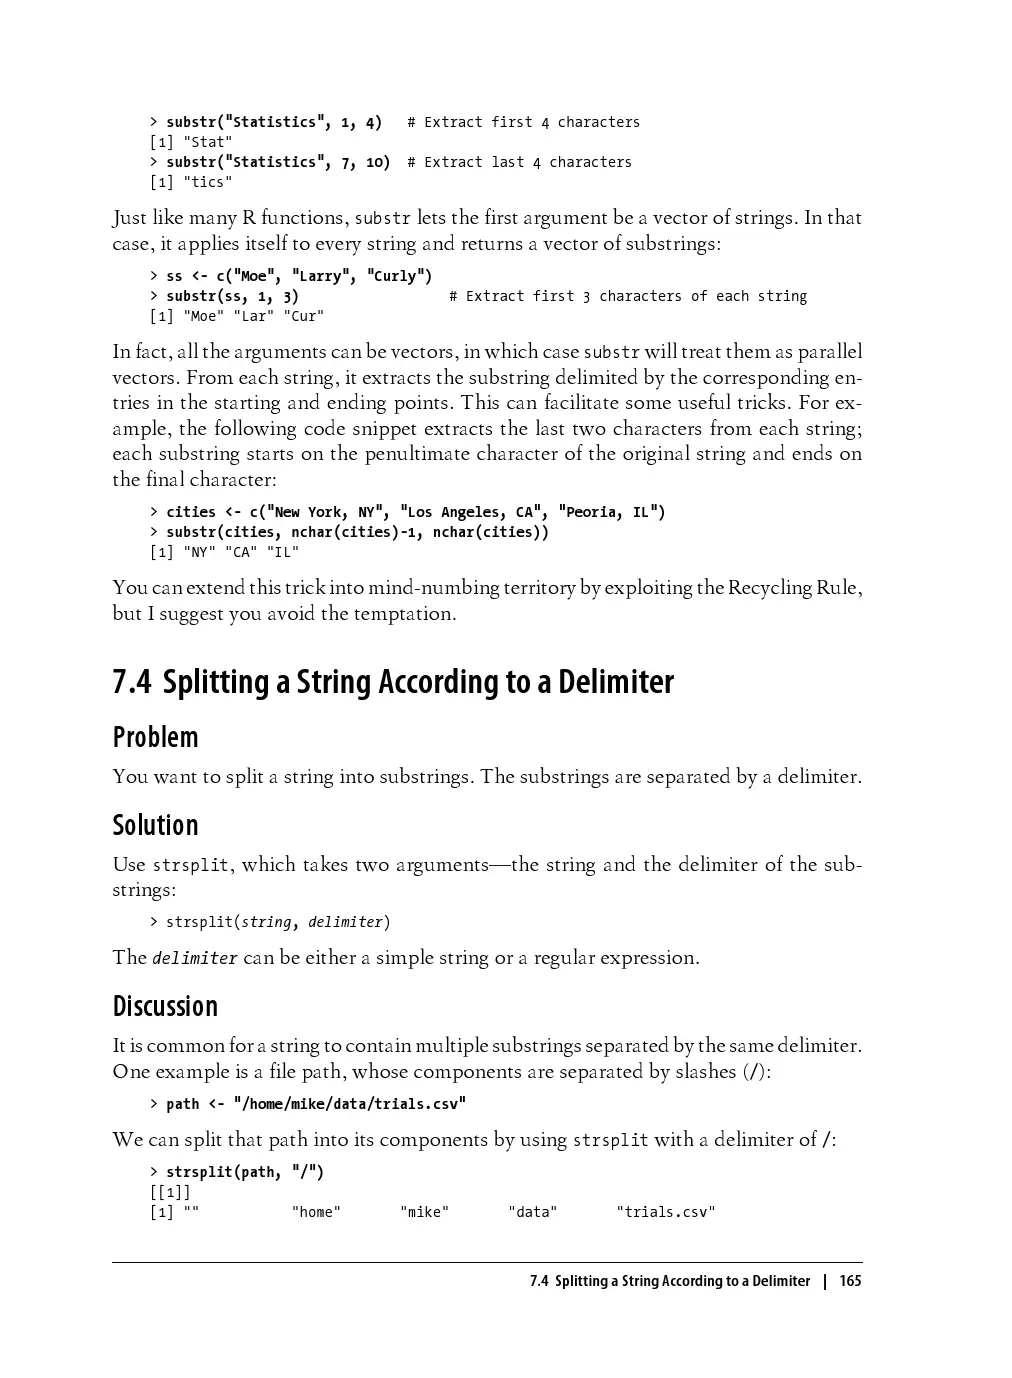 > substr("Statistics", 1, 4)   # Extract first 4 characters
[1] "Stat"
> substr("Statistics", 7, 10)  # Extract last 4 characters
[1] "tics"
Just like many R functions, substr lets the first argument be a vector of strings. In that
case, it applies itself to every string and returns a vector of substrings:
> ss <- c("Moe", "Larry", "Curly")
> substr(ss, 1, 3)                  # Extract first 3 characters of each string
[1] "Moe" "Lar" "Cur"
In fact, all the arguments can be vectors, in which case substr will treat them as parallel
vectors. From each string, it extracts the substring delimited by the corresponding en-
tries in the starting and ending points. This can facilitate some useful tricks. For ex-
ample, the following code snippet extracts the last two characters from each string;
each substring starts on the penultimate character of the original string and ends on
the final character:
> cities <- c("New York, NY", "Los Angeles, CA", "Peoria, IL")
> substr(cities, nchar(cities)-1, nchar(cities))
[1] "NY" "CA" "IL"
You can extend this trick into mind-numbing territory by exploiting the Recycling Rule,
but I suggest you avoid the temptation.
7.4 Splitting a String According to a Delimiter
Problem
You want to split a string into substrings. The substrings are separated by a delimiter.
Solution
Use strsplit, which takes two arguments—the string and the delimiter of the sub-
strings:
> strsplit(string, delimiter)
The delimiter can be either a simple string or a regular expression.
Discussion
It is common for a string to contain multiple substrings separated by the same delimiter.
One example is a file path, whose components are separated by slashes (/):
> path <- "/home/mike/data/trials.csv"
We can split that path into its components by using strsplit with a delimiter of /:
> strsplit(path, "/")
[[1]]
[1] ""           "home"       "mike"       "data"       "trials.csv"
7.4 Splitting a String According to a Delimiter | 165